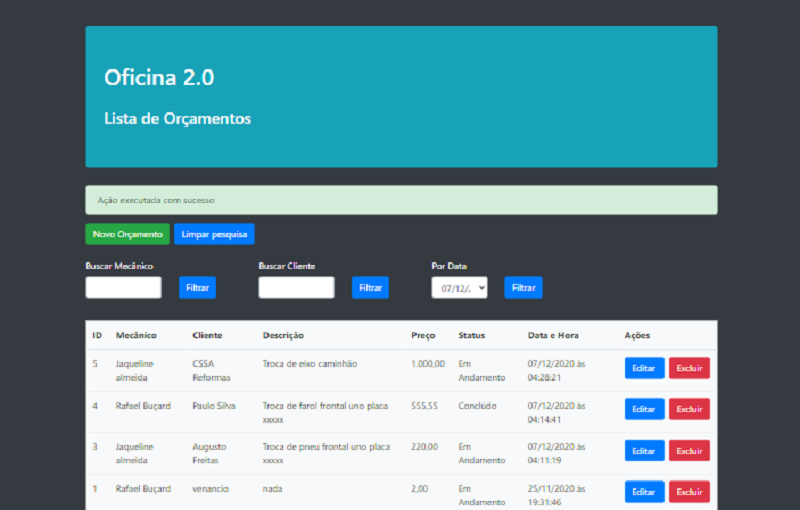 Oficina 2.0
Lista de Orçamentos
Ação executada com sucesso
Novo Orçamento Limpar pesquisa
Buscar Mecânico Buscar Cliente Por Data
Filtrar Filtrar 07/12/ Filtrar
ID Mecânico Cliente Descrição Preço Status Data e Hora Ações
5 Jaqueline CSSA Troca de eixo caminhão 1.000,00 Em 07/12/2020 às Editar Excluir
almeida Reformas Andamento 04:28:21
4 Rafael Buçard Paulo Silva Troca de farol frontal uno placa 555,55 Concluído 07/12/2020 às Editar Excluir
xxxxx 04:14:41
3 Jaqueline Augusto Troca de pneu frontal uno placa 220,00 Em 07/12/2020 às Editar Excluir
almeida Freitas xxxxx Andamento 04:11:19
1 Rafael Buçard venancio nada 2,00 Em 25/11/2020 às Editar Excluir
Andamento 19:31:46